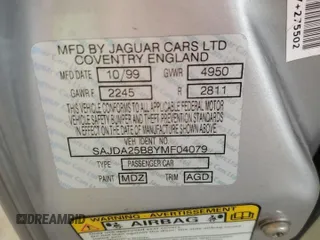 7+275502
MFD BY JAGUAR CARS LTD
COVENTRY ENGLAND
MFD DATE 10/99 GVWR 4950
GAWR F 2245 R 2811
THIS VEHICLE CONFORMS TO ALL APPLICABLE FEDERAL MOTOR
VEHICLE SAFETY BUMPER AND THEFT PREVENTION
STANDARDS IN EFFECT ON THE DATE OF MANUFACTURE
SHOWN ABOVE
VEH IDENT NO
SAJDA25B8YMF04079
TYPE PASSENGER CAR
PAINT MDZ TRIM AGD
WARNING AVERTISSEMENT
AIRBAG
DREAMBID